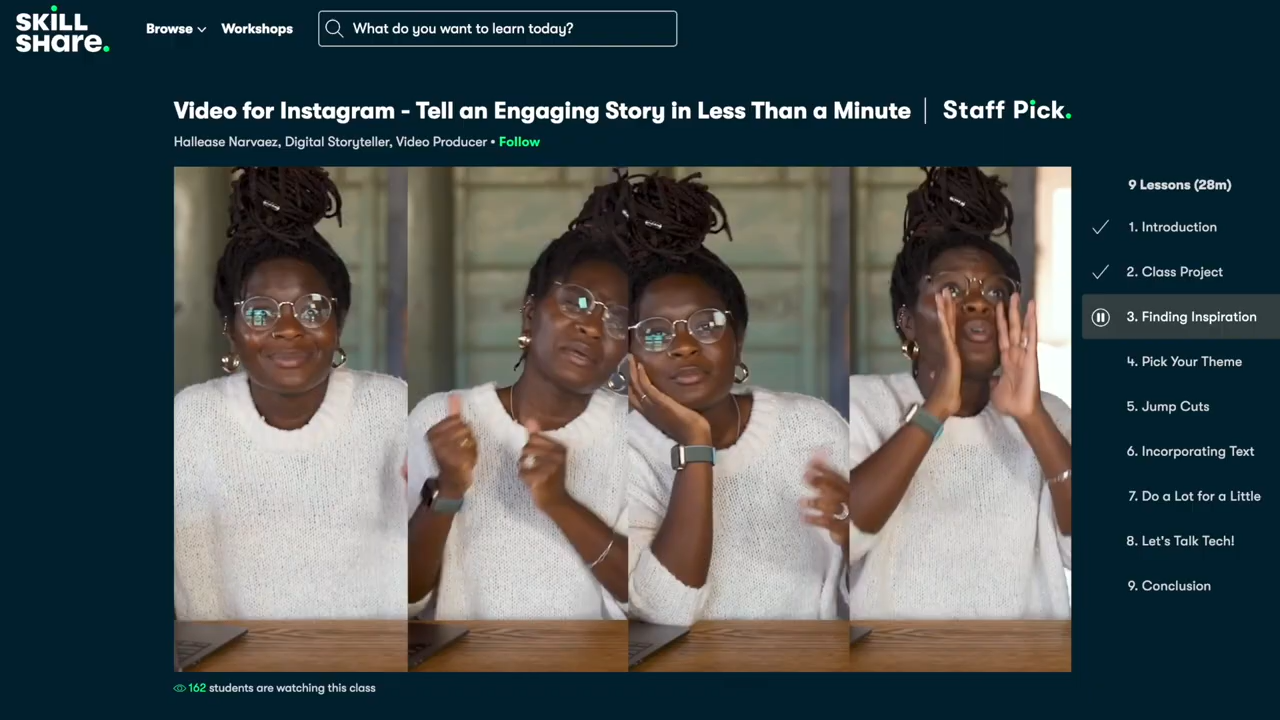 SKILL
SHare.
Browse
Workshops
What do you want to learn today?
Video for Instagram - Tell an Engaging Story in Less Than a Minute
Staff Pick.
Hallease Narvaez, Digital Storyteller, Video Producer • Follow
9 Lessons (28m)
1. Introduction
2. Class Project
3. Finding Inspiration
4. Pick Your Theme
5. Jump Cuts
6. Incorporating Text
7. Do a Lot for a Little
8. Let's Talk Tech!
9. Conclusion
162 students are watching this class